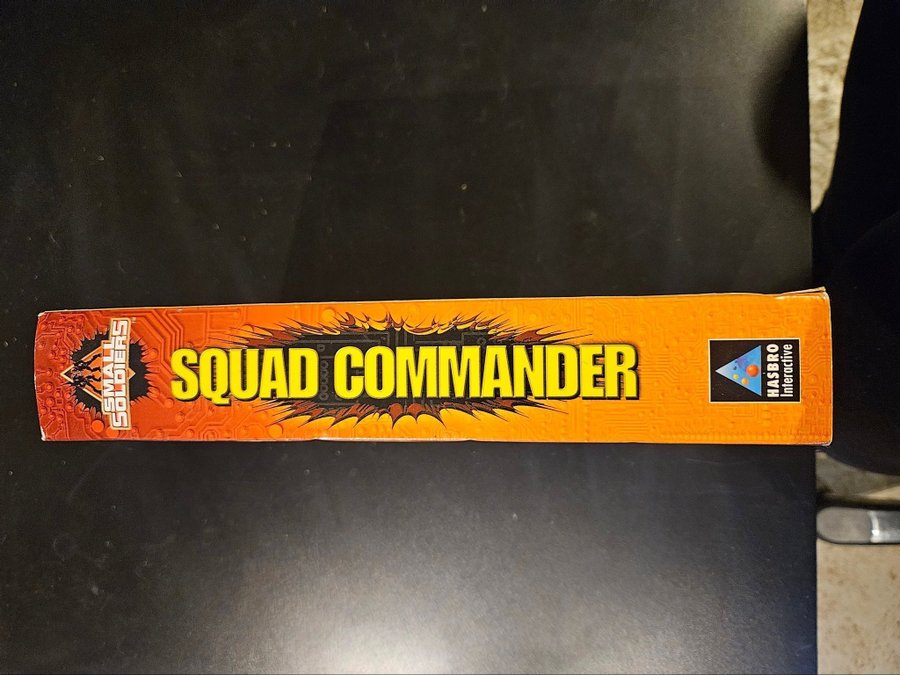 SMALL
SOLDIERS
SQUAD COMMANDER
HASBRO
Interactive